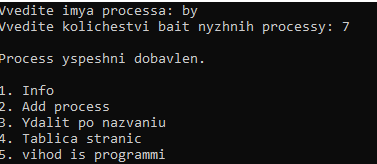 Vvedite imya processa: by
Vvedite kolichestvi bait nyzhnih processy: 7
Process yspeshni dobavlen.
1. Info
2. Add process
3. Ydalit po nazvaniu
4. Tablica stranic
5. vihod is programmi